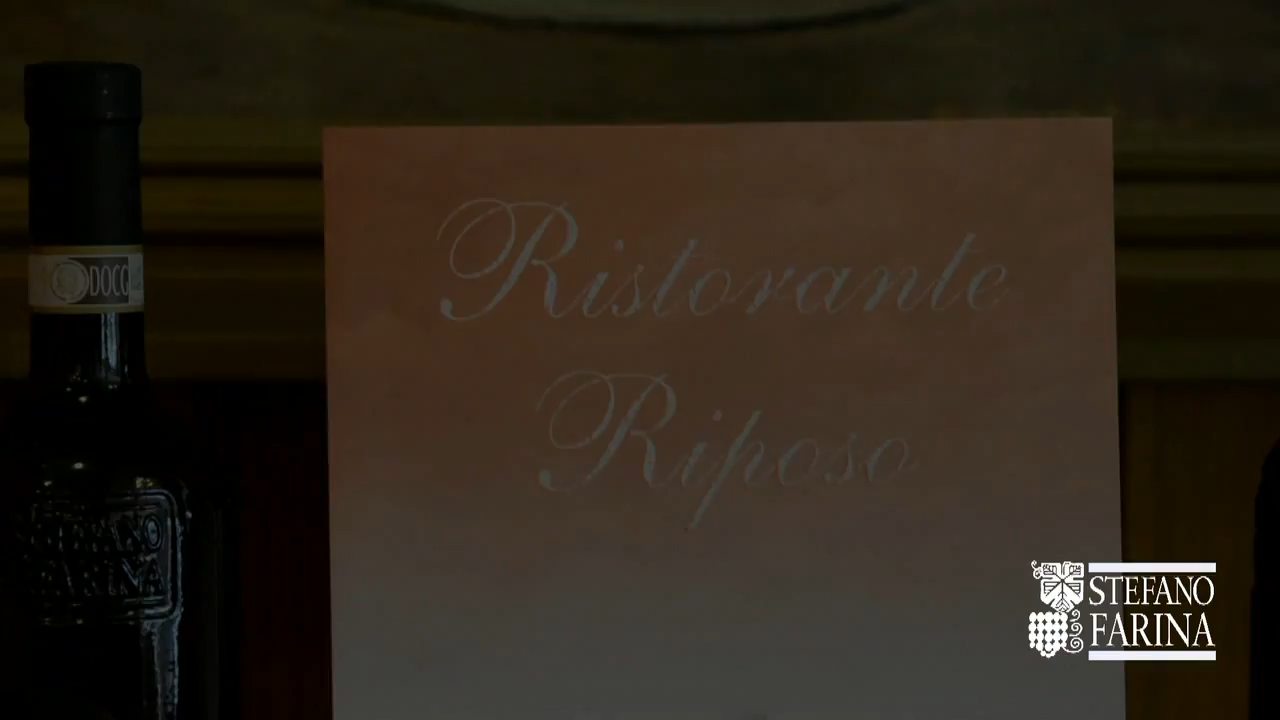 DOCG
Ristorante
Riposo
STEFANO
FARINA
STEFANO
FARINA